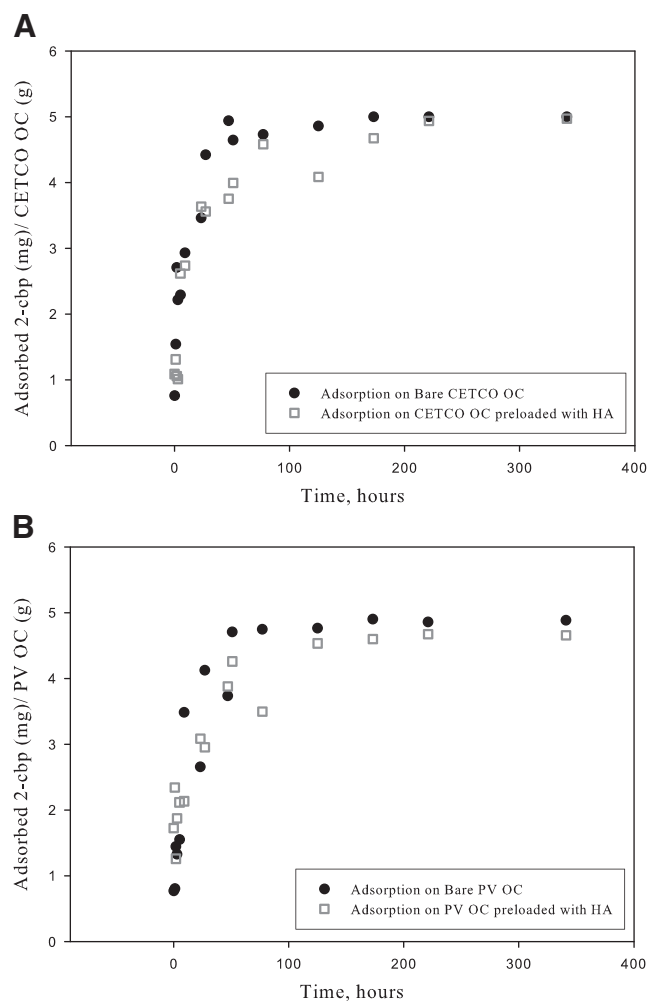 A
6
5
4
3
2
1
0
Adsorbed 2-cbp (mg)/ CETCO OC (g)
Adsorption on Bare CETCO OC
Adsorption on CETCO OC preloaded with HA
0 100 200 300 400
Time, hours
B
6
5
4
3
2
1
0
Adsorbed 2-cbp (mg)/ PV OC (g)
Adsorption on Bare PV OC
Adsorption on PV OC preloaded with HA
0 100 200 300 400
Time, hours